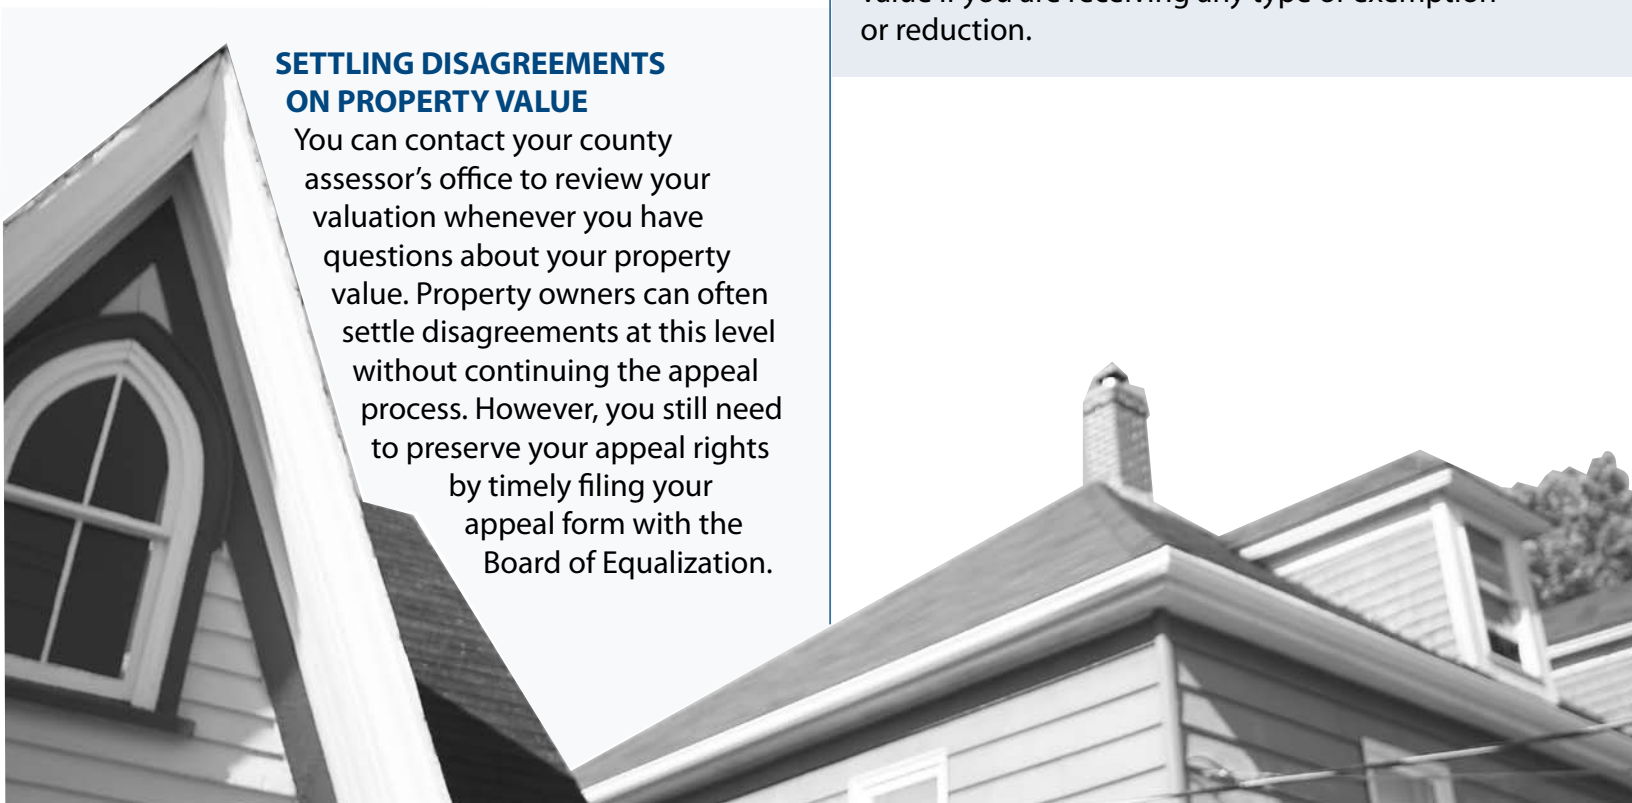 SETTLING DISAGREEMENTS
ON PROPERTY VALUE
You can contact your county
assessor’s office to review your
valuation whenever you have
questions about your property
value. Property owners can often
settle disagreements at this level
without continuing the appeal
process. However, you still need
to preserve your appeal rights
by timely filing your
appeal form with the
Board of Equalization.
value if you are receiving any type of exemption
or reduction.